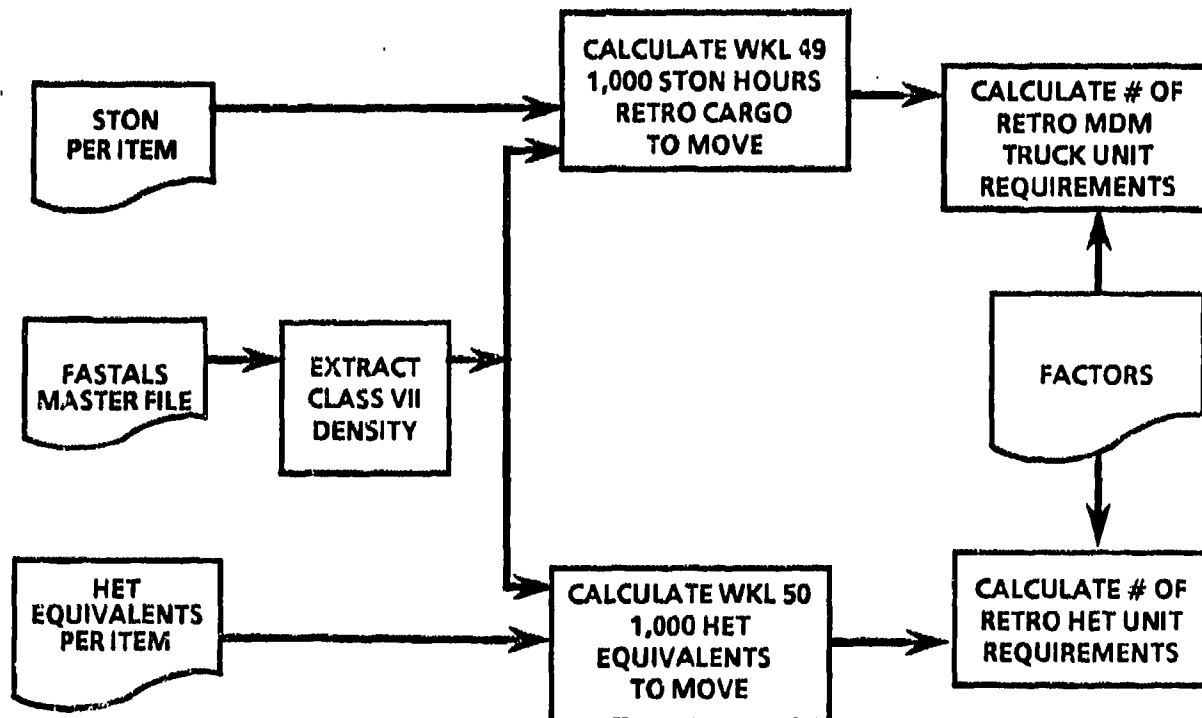 STON
PER ITEM
CALCULATE WKL 49
1,000 STON HOURS
RETRO CARGO
TO MOVE
CALCULATE # OF
RETRO MDM
TRUCK UNIT
REQUIREMENTS
FASTALS
MASTER FILE
EXTRACT
CLASS VII
DENSITY
FACTORS
HET
EQUIVALENTS
PER ITEM
CALCULATE WKL 50
1,000 HET
EQUIVALENTS
TO MOVE
CALCULATE # OF
RETRO HET UNIT
REQUIREMENTS